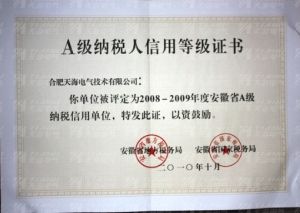 A级纳税人信用等级证书
合肥天海电气技术有限公司：
你单位被评定为2008－2009年度安徽省A级
纳税信用单位，特发此证，以资鼓励。
安徽省地方税务局 安徽省国家税务局
二〇一〇年十月